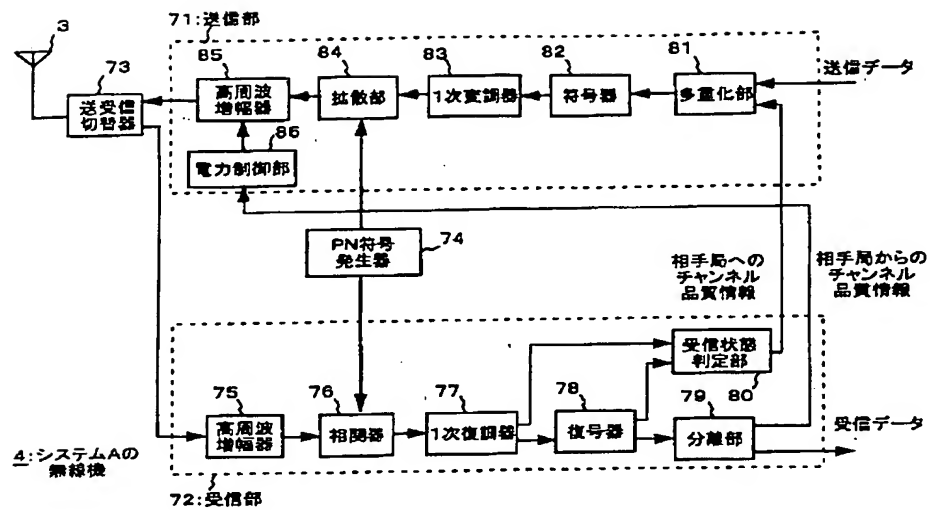 71:送信部
3
73
送受信
切替器
85
高周波
増幅器
84
拡散部
83
1次変調器
82
符号器
81
多重化部
送信データ
86
電力制御部
PN符号
発生器
74
相手局への
チャンネル
品質情報
相手局からの
チャンネル
品質情報
受信状態
判定部
80
75
高周波
増幅器
76
相関器
77
1次復調器
78
復号器
79
分離部
受信データ
4:システムAの
無線機
72:受信部